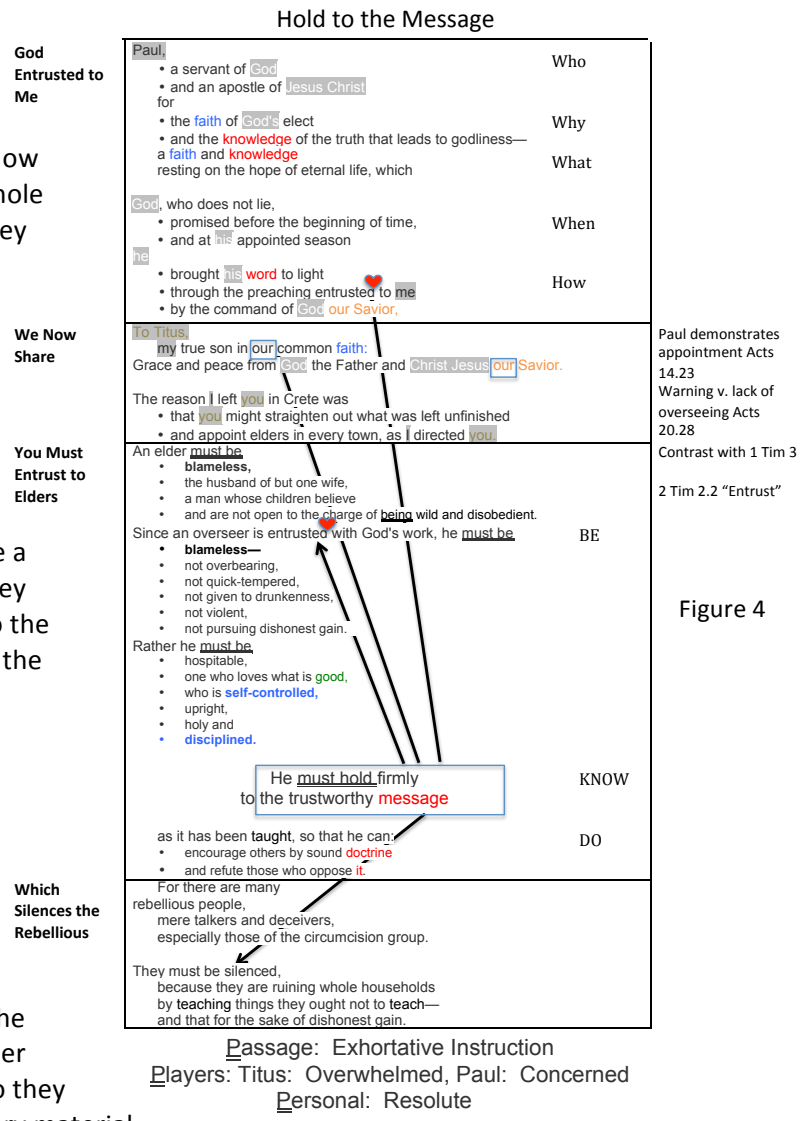 Hold to the Message
God
Entrusted to
Me
Paul,
• a servant of God
• and an apostle of Jesus Christ
for
• the faith of God's elect
• and the knowledge of the truth that leads to godliness—
a faith and knowledge
resting on the hope of eternal life, which
God, who does not lie,
• promised before the beginning of time,
• and at his appointed season
he
• brought his word to light
• through the preaching entrusted to me
• by the command of God our Savior,
Who
Why
What
When
How
ow
hole
ey
We Now
Share
To Titus,
my true son in our common faith:
Grace and peace from God the Father and Christ Jesus our Savior.
The reason I left you in Crete was
• that you might straighten out what was left unfinished
• and appoint elders in every town, as I directed you.
Paul demonstrates
appointment Acts
14.23
Warning v. lack of
overseeing Acts
20.28
Contrast with 1 Tim 3
2 Tim 2.2 “Entrust”
You Must
Entrust to
Elders
An elder must be
• blameless,
• the husband of but one wife,
• a man whose children believe
• and are not open to the charge of being wild and disobedient.
Since an overseer is entrusted with God's work, he must be
• blameless—
• not overbearing,
• not quick-tempered,
• not given to drunkenness,
• not violent,
• not pursuing dishonest gain.
Rather he must be
• hospitable,
• one who loves what is good,
• who is self-controlled,
• upright,
• holy and
• disciplined.
BE
e a
ey
o the
the
Figure 4
He must hold firmly
to the trustworthy message
KNOW
as it has been taught, so that he can:
• encourage others by sound doctrine
• and refute those who oppose it.
DO
Which
Silences the
Rebellious
For there are many
rebellious people,
mere talkers and deceivers,
especially those of the circumcision group.
They must be silenced,
because they are ruining whole households
by teaching things they ought not to teach—
and that for the sake of dishonest gain.
he
er
o they
Passage: Exhortative Instruction
Players: Titus: Overwhelmed, Paul: Concerned
Personal: Resolute